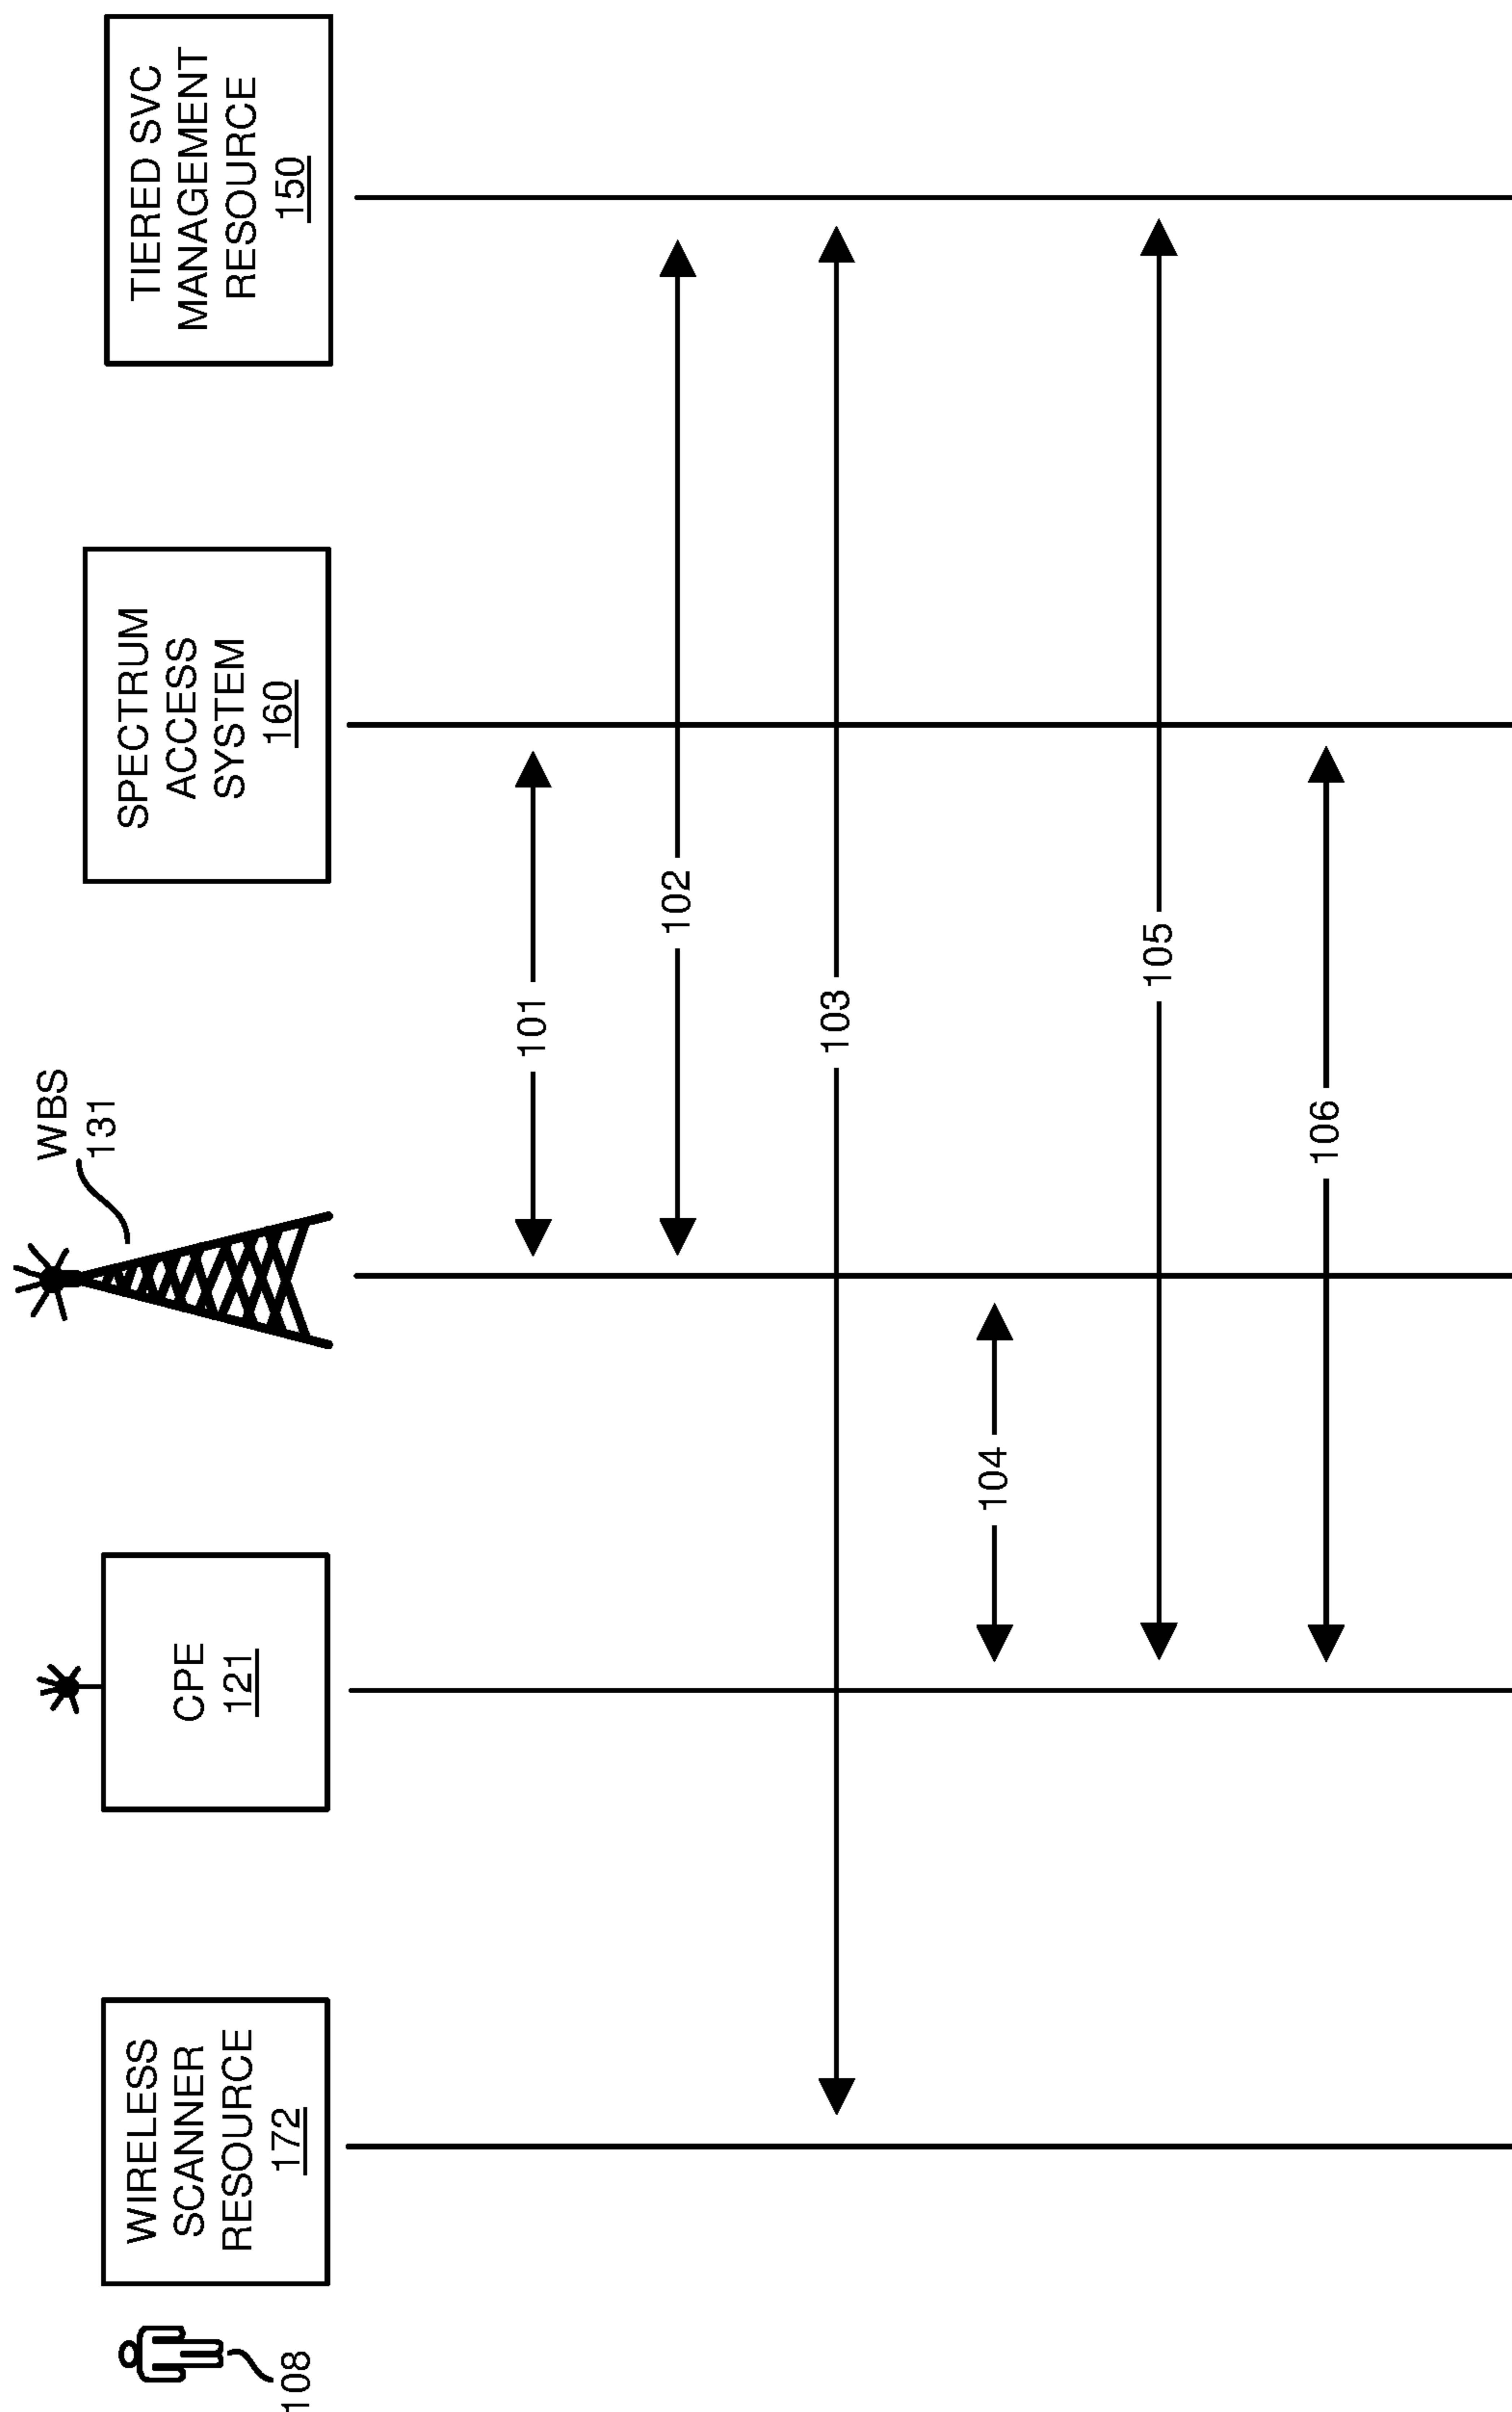 108
WIRELESS
SCANNER
RESOURCE
172
CPE
121
WBS
131
SPECTRUM
ACCESS
SYSTEM
160
TIERED SVC
MANAGEMENT
RESOURCE
150
101
102
103
104
105
106